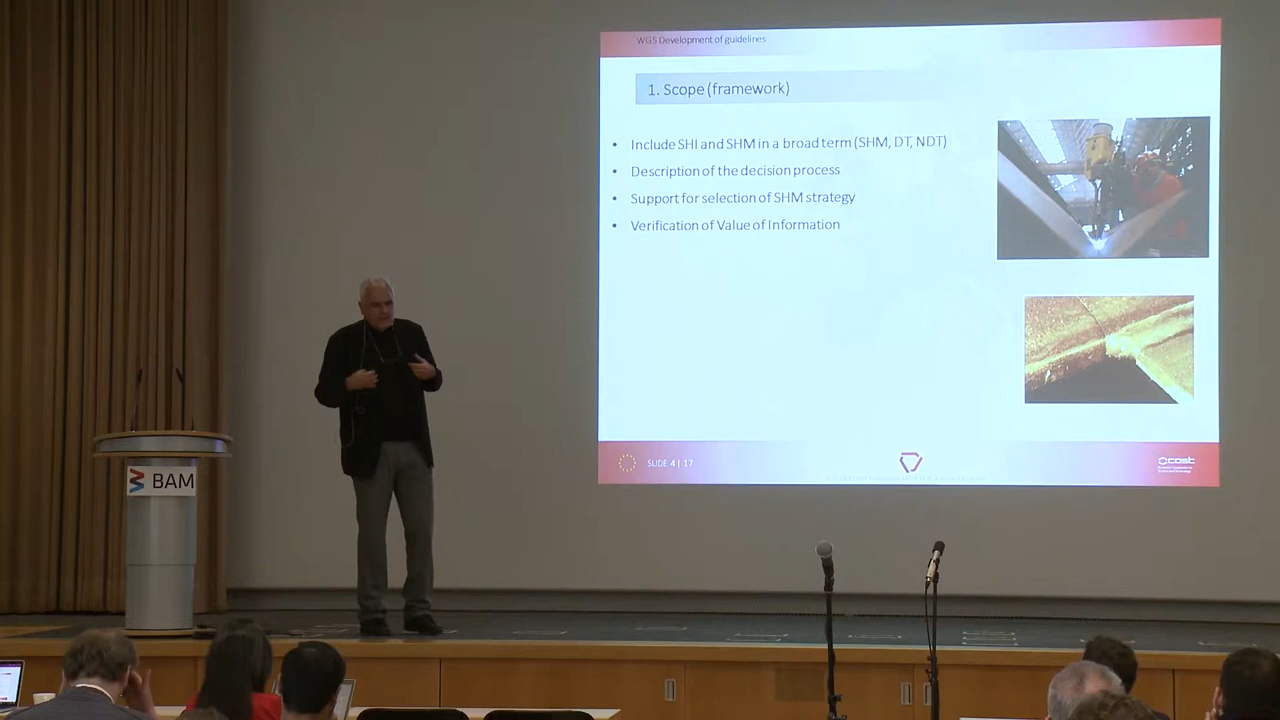 WG5 Development of guidelines
1. Scope (framework)
• Include SHI and SHM in a broad term (SHM, DT, NDT)
• Description of the decision process
• Support for selection of SHM strategy
• Verification of Value of Information
SLIDE 4 | 17
cost
BAM